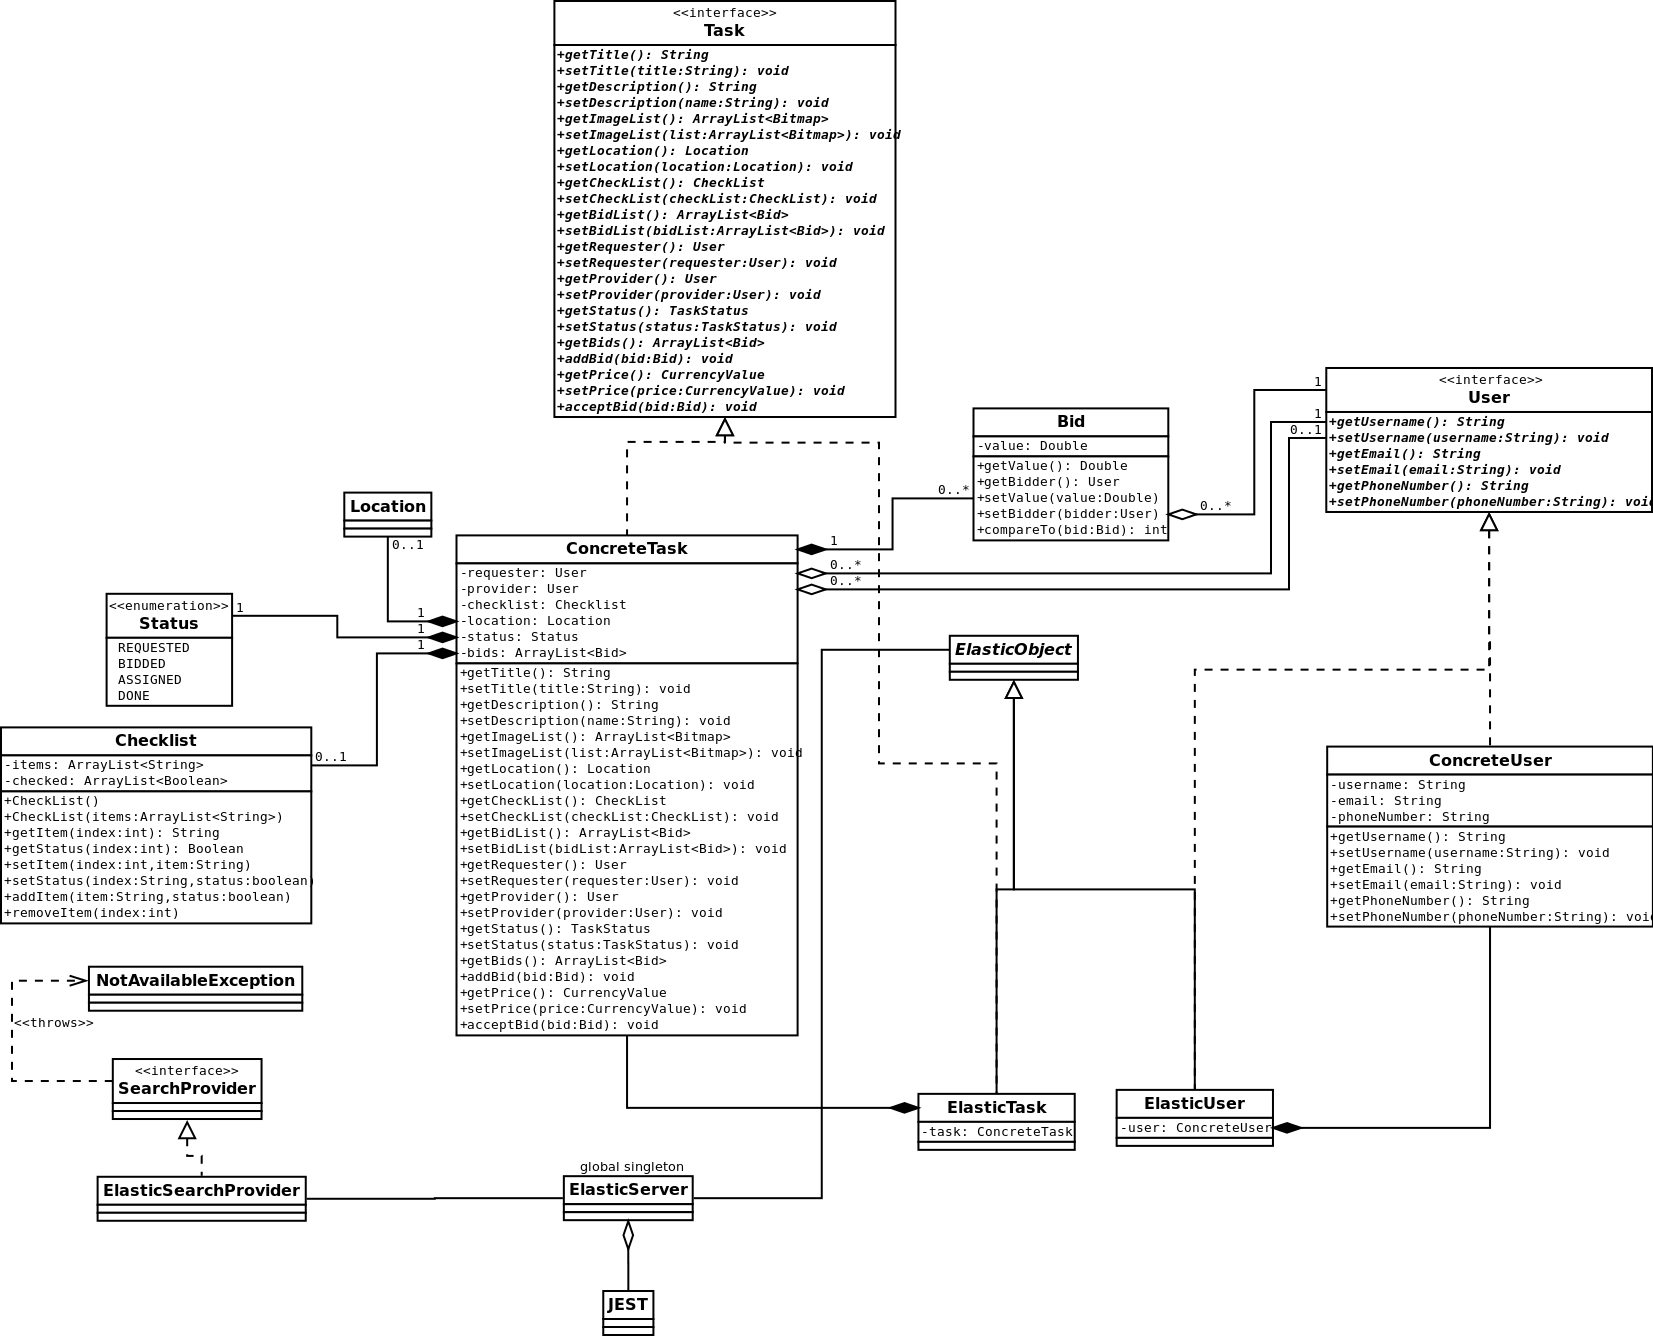 <<interface>>
Task
+getTitle(): String
+setTitle(title:String): void
+getDescription(): String
+setDescription(name:String): void
+getImageList(): ArrayList<Bitmap>
+setImageList(list:ArrayList<Bitmap>): void
+getLocation(): Location
+setLocation(location:Location): void
+getCheckList(): CheckList
+setCheckList(checkList:CheckList): void
+getBidList(): ArrayList<Bid>
+setBidList(bidList:ArrayList<Bid>): void
+getRequester(): User
+setRequester(requester:User): void
+getProvider(): User
+setProvider(provider:User): void
+getStatus(): TaskStatus
+setStatus(status:TaskStatus): void
+getBids(): ArrayList<Bid>
+addBid(bid:Bid): void
+getPrice(): CurrencyValue
+setPrice(price:CurrencyValue): void
+acceptBid(bid:Bid): void
<<interface>>
User
+getUsername(): String
+setUsername(username:String): void
+getEmail(): String
+setEmail(email:String): void
+getPhoneNumber(): String
+setPhoneNumber(phoneNumber:String): void
1
1
0..1
Bid
-value: Double
+getValue(): Double
+getBidder(): User
+setValue(value:Double)
+setBidder(bidder:User)
+compareTo(bid:Bid): int
0..*
0..*
Location
0..1
ConcreteTask
-requester: User
-provider: User
-checklist: Checklist
-location: Location
-status: Status
-bids: ArrayList<Bid>
+getTitle(): String
+setTitle(title:String): void
+getDescription(): String
+setDescription(name:String): void
+getImageList(): ArrayList<Bitmap>
+setImageList(list:ArrayList<Bitmap>): void
+getLocation(): Location
+setLocation(location:Location): void
+getCheckList(): CheckList
+setCheckList(checkList:CheckList): void
+getBidList(): ArrayList<Bid>
+setBidList(bidList:ArrayList<Bid>): void
+getRequester(): User
+setRequester(requester:User): void
+getProvider(): User
+setProvider(provider:User): void
+getStatus(): TaskStatus
+setStatus(status:TaskStatus): void
+getBids(): ArrayList<Bid>
+addBid(bid:Bid): void
+getPrice(): CurrencyValue
+setPrice(price:CurrencyValue): void
+acceptBid(bid:Bid): void
1
0..*
0..*
1
1
1
<<enumeration>>
Status
REQUESTED
BIDDED
ASSIGNED
DONE
1
Checklist
-items: ArrayList<String>
-checked: ArrayList<Boolean>
+CheckList()
+CheckList(items:ArrayList<String>)
+getItem(index:int): String
+getStatus(index:int): Boolean
+setItem(index:int,item:String)
+setStatus(index:String,status:boolean)
+addItem(item:String,status:boolean)
+removeItem(index:int)
0..1
ElasticObject
ConcreteUser
-username: String
-email: String
-phoneNumber: String
+getUsername(): String
+setUsername(username:String): void
+getEmail(): String
+setEmail(email:String): void
+getPhoneNumber(): String
+setPhoneNumber(phoneNumber:String): void
NotAvailableException
<<throws>>
<<interface>>
SearchProvider
ElasticSearchProvider
global singleton
ElasticServer
JEST
ElasticTask
-task: ConcreteTask
ElasticUser
-user: ConcreteUser